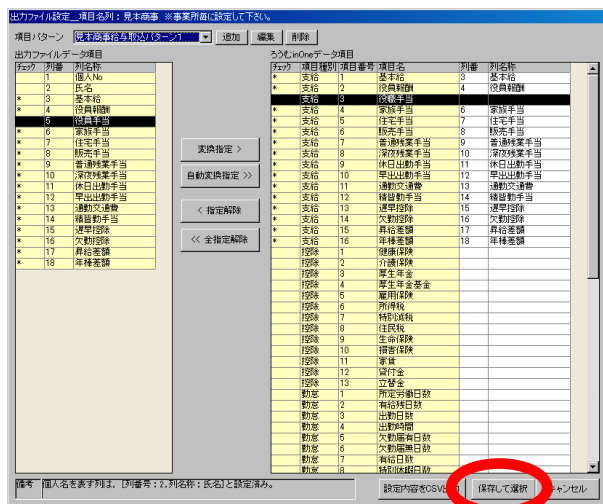 出力ファイル設定__項目名列：見本商事 ※事業所毎に設定して下さい。
項目パターン 見本商事給与取込パターン1 追加 編集 削除
出力ファイルデータ項目 ろうむinOneデータ項目
ﾁｪｯｸ 列番 列名称
1 個人No
2 氏名
* 3 基本給
* 4 役員報酬
5 役員手当
* 6 家族手当
* 7 住宅手当
* 8 販売手当
* 9 普通残業手当
* 10 深夜残業手当
* 11 休日出勤手当
* 12 早出出勤手当
* 13 通勤交通費
* 14 精皆勤手当
* 15 遅早控除
* 16 欠勤控除
* 17 昇給差額
* 18 年棒差額
変換指定 >
自動変換指定 >>
< 指定解除
<< 全指定解除
ﾁｪｯｸ 項目種別 項目番号 項目名 列番 列名称
* 支給 1 基本給 3 基本給
* 支給 2 役員報酬 4 役員報酬
支給 3 役職手当
* 支給 4 家族手当 6 家族手当
* 支給 5 住宅手当 7 住宅手当
* 支給 6 販売手当 8 販売手当
* 支給 7 普通残業手当 9 普通残業手当
* 支給 8 深夜残業手当 10 深夜残業手当
* 支給 9 休日出勤手当 11 休日出勤手当
* 支給 10 早出出勤手当 12 早出出勤手当
* 支給 11 通勤交通費 13 通勤交通費
* 支給 12 精皆勤手当 14 精皆勤手当
* 支給 13 遅早控除 15 遅早控除
* 支給 14 欠勤控除 16 欠勤控除
* 支給 15 昇給差額 17 昇給差額
* 支給 16 年棒差額 18 年棒差額
控除 1 健康保険
控除 2 介護保険
控除 3 厚生年金
控除 4 厚生年金基金
控除 5 雇用保険
控除 6 所得税
控除 7 特別減税
控除 8 住民税
控除 9 生命保険
控除 10 損害保険
控除 11 家賃
控除 12 貸付金
控除 13 立替金
勤怠 1 所定労働日数
勤怠 2 有給残日数
勤怠 3 出勤日数
勤怠 4 出勤時間
勤怠 5 欠勤届有日数
勤怠 6 欠勤届無日数
勤怠 7 有給日数
勤怠 8 特別休暇日数
備考 個人名を表す列は，[列番号：2，列名称：氏名]と設定済み。
設定内容をCSV出 保存して選択 キャンセル